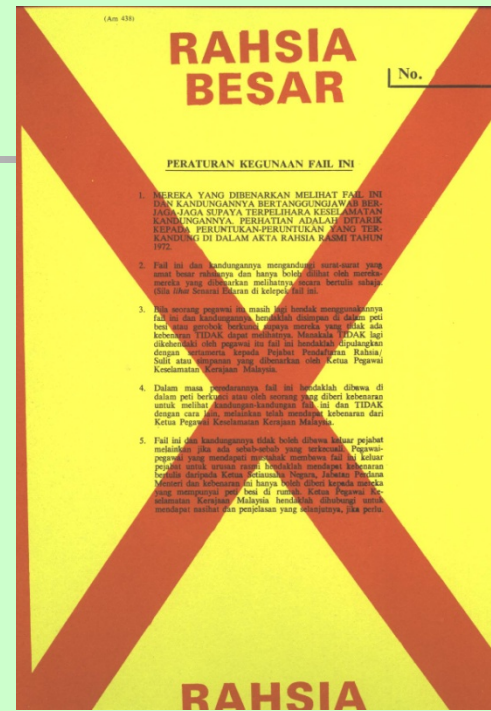 (Am 438)
RAHSIA
BESAR
No.
PERATURAN KEGUNAAN FAIL INI
1. MEREKA YANG DIBENARKAN MELIHAT FAIL INI
DAN KANDUNGANNYA BERTANGGUNGJAWAB BER-
JAGA-JAGA SUPAYA TERPELIHARA KESELAMATAN
KANDUNGANNYA. PERHATIAN ADALAH DITARIK
KEPADA PERUNTUKAN-PERUNTUKAN YANG TER-
KANDUNG DI DALAM AKTA RAHSIA RASMI TAHUN
1972.
2. Fail ini dan kandungannya mengandungi surat-surat yang
amat besar rahsianya dan hanya boleh dilihat oleh mereka-
mereka yang dibenarkan melihatnya secara bertulis sahaja.
(Sila lihat Senarai Edaran di kelepek fail ini.
3. Bila seorang pegawai itu masih lagi hendak menggunakannya
fail ini dan kandungannya hendaklah disimpan di dalam peti
besi atau gerobok berkunci supaya mereka yang tidak ada
kebenaran TIDAK dapat melihatnya. Manakala TIDAK lagi
dikehendaki oleh pegawai itu fail ini hendaklah dipulangkan
dengan sertamerta kepada Pejabat Pendaftaran Rahsia/
Sulit atau simpanan yang dibenarkan oleh Ketua Pegawai
Keselamatan Kerajaan Malaysia.
4. Dalam masa peredarannya fail ini hendaklah dibawa di
dalam peti berkunci atau oleh seorang yang diberi kebenaran
untuk melihat kandungan-kandungan fail ini dan TIDAK
dengan cara lain, melainkan telah mendapat kebenaran dari
Ketua Pegawai Keselamatan Kerajaan Malaysia.
5. Fail ini dan kandungannya tidak boleh dibawa keluar pejabat
melainkan jika ada sebab-sebab yang terkecuali. Pegawai-
pegawai yang mendapati mustahak membawa fail ini keluar
pejabat untuk urusan rasmi hendaklah mendapat kebenaran
bertulis daripada Ketua Setiausaha Negara, Jabatan Perdana
Menteri dan kebenaran ini hanya boleh diberi kepada mereka
yang mempunyai peti besi di rumah. Ketua Pegawai Ke-
selamatan Kerajaan Malaysia hendaklah dihubungi untuk
mendapat nasihat dan penjelasan yang selanjutnya, jika perlu.
RAHSIA